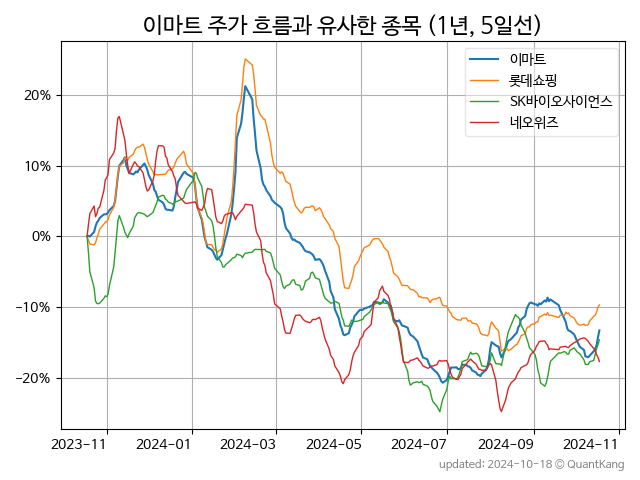 이마트 주가 흐름과 유사한 종목 (1년, 5일선)
이마트
롯데쇼핑
SK바이오사이언스
네오위즈
20%
10%
0%
−10%
−20%
2023-11 2024-01 2024-03 2024-05 2024-07 2024-09 2024-11
updated: 2024-10-18 © QuantKang